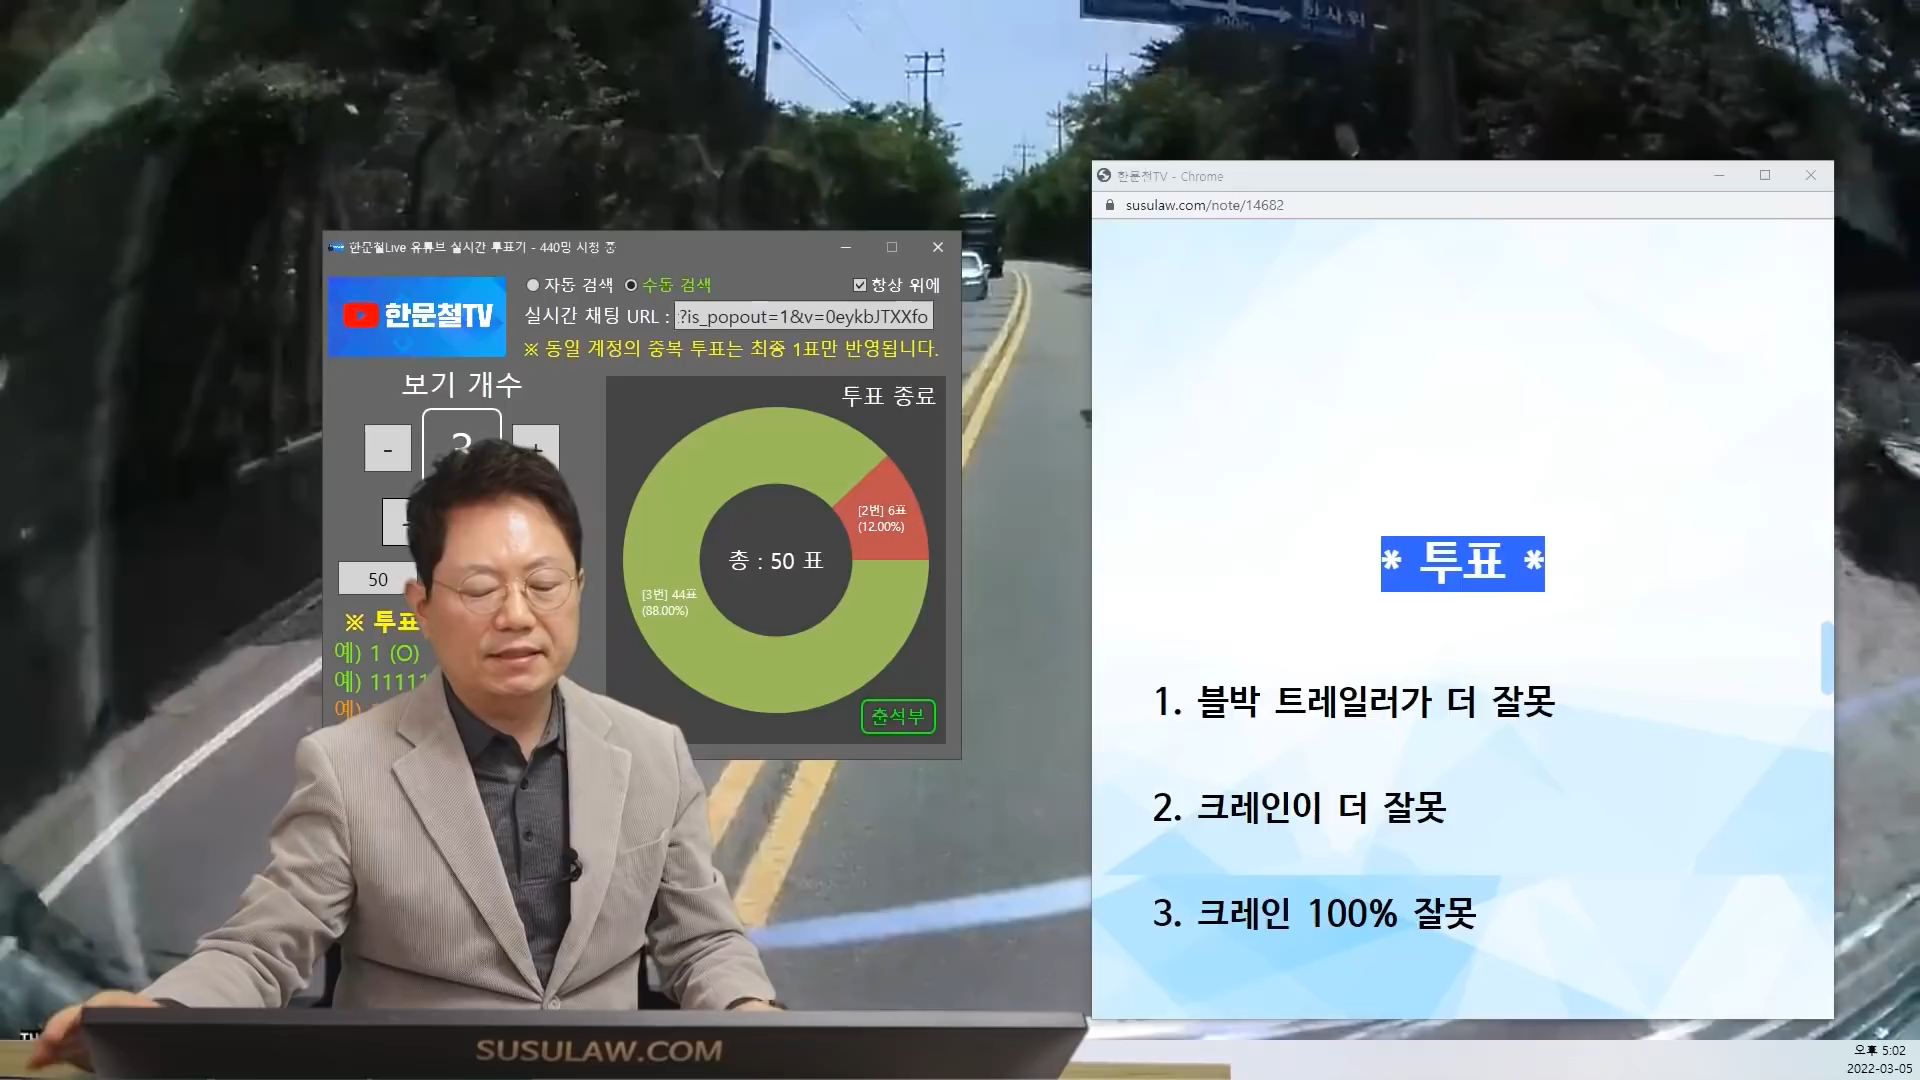 400m
한문철Live 유튜브 실시간 투표기 - 440명 시청 중
한문철TV
자동 검색
수동 검색
항상 위에
실시간 채팅 URL : ?is_popout=1&v=0eykbJTXXfo
※ 동일 계정의 중복 투표는 최종 1표만 반영됩니다.
보기 개수
- 3 +
50
※ 투표
예) 1 (O)
예) 11111
예)
투표 종료
[2번] 6표
(12.00%)
총 : 50 표
[3번] 44표
(88.00%)
출석부
한문철TV - Chrome
susulaw.com/note/14682
* 투표 *
1. 블박 트레일러가 더 잘못
2. 크레인이 더 잘못
3. 크레인 100% 잘못
SUSULAW.COM
오후 5:02
2022-03-05